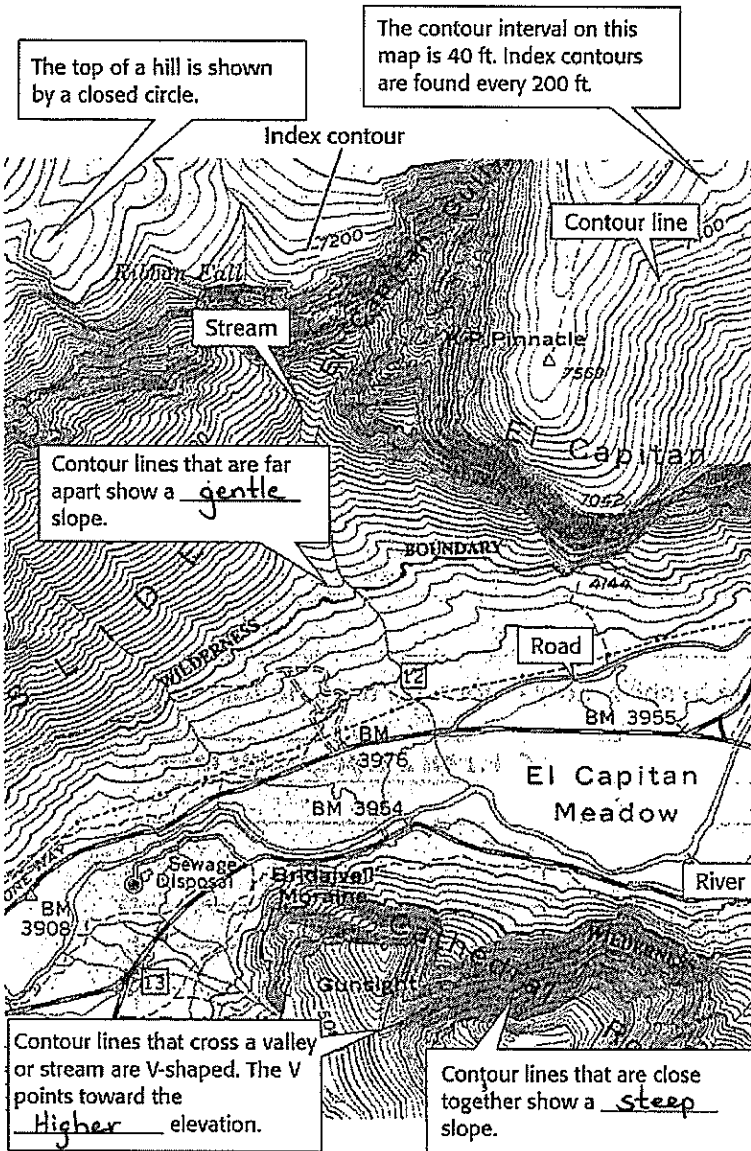 The contour interval on this
map is 40 ft. Index contours
are found every 200 ft.
The top of a hill is shown
by a closed circle.
Index contour
7200
Contour line
Ribbon Fall
Stream
K P Pinnacle
7569
El Capitan
Contour lines that are far
apart show a gentle
slope.
7042
BOUNDARY
4144
WILDERNESS
Road
12
BM 3955
BM
3976
El Capitan
Meadow
BM 3954
ONE WAY
Sewage
Disposal
Bridalveil
Moraine
River
BM
3908
WILDERNESS
13
Gunsight
Contour lines that cross a valley
or stream are V-shaped. The V
points toward the
Higher elevation.
Contour lines that are close
together show a steep
slope.